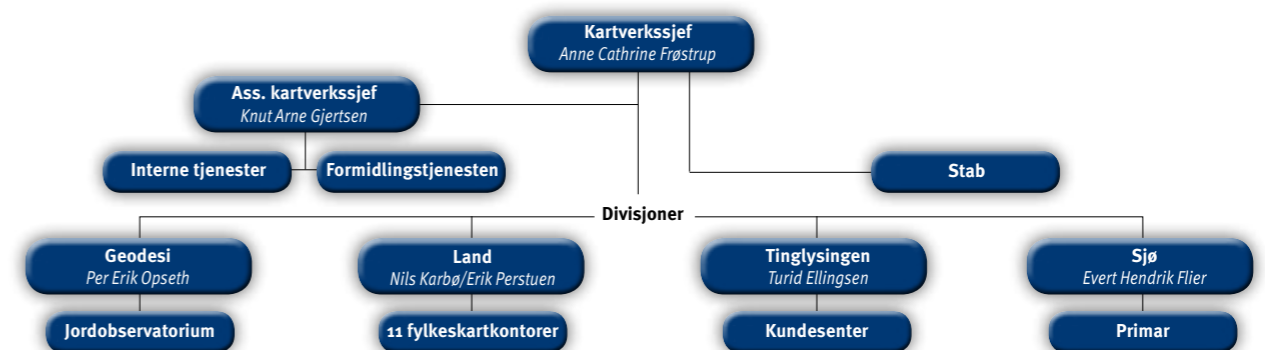 Kartverkssjef
Anne Cathrine Frøstrup
Ass. kartverkssjef
Knut Arne Gjertsen
Interne tjenester
Formidlingstjenesten
Stab
Divisjoner
Geodesi
Per Erik Opseth
Land
Nils Karbø/Erik Perstuen
Tinglysingen
Turid Ellingsen
Sjø
Evert Hendrik Flier
Jordobservatorium
11 fylkeskartkontorer
Kundesenter
Primar